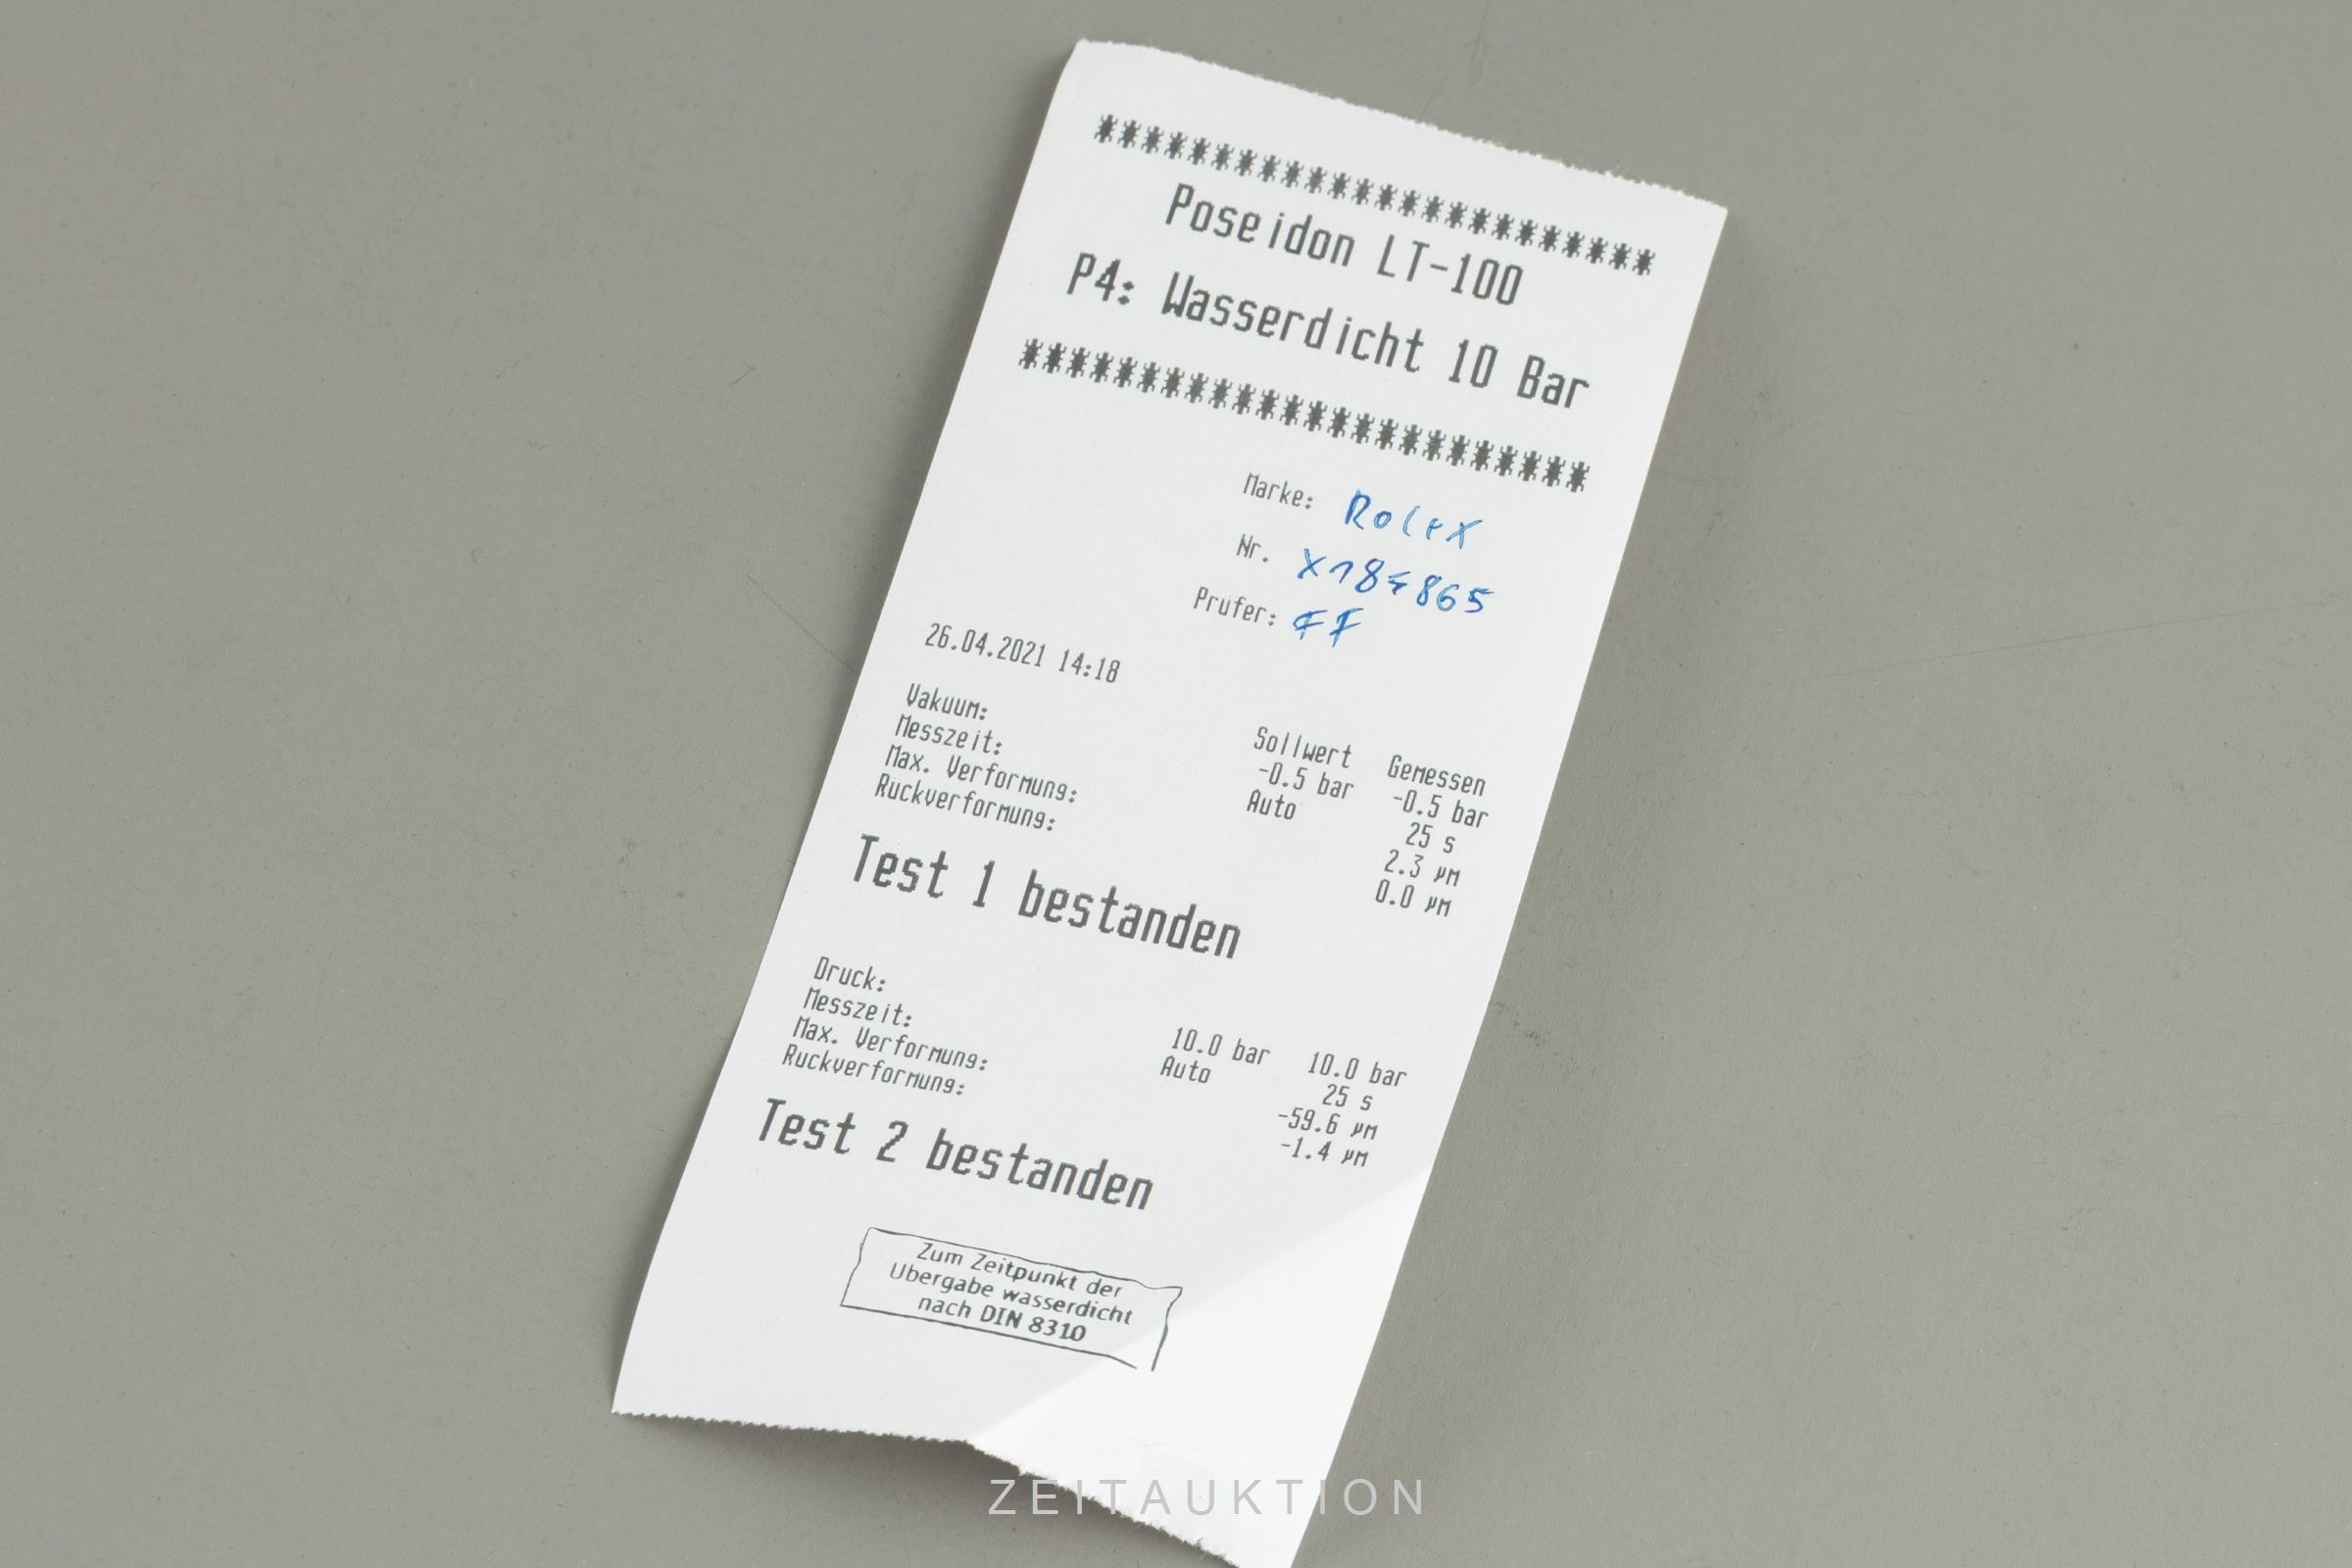 ************************
Poseidon LT-100
P4: Wasserdicht 10 Bar
************************
Marke: Rolex
Nr. X184865
Prüfer: FF
26.04.2021 14:18
Sollwert Gemessen
Vakuum: -0.5 bar -0.5 bar
Messzeit: Auto 25 s
Max. Verformung: 2.3 µm
Rückverformung: 0.0 µm
Test 1 bestanden
Druck: 10.0 bar 10.0 bar
Messzeit: Auto 25 s
Max. Verformung: -59.6 µm
Rückverformung: -1.4 µm
Test 2 bestanden
Zum Zeitpunkt der
Übergabe wasserdicht
nach DIN 8310
ZEITAUKTION